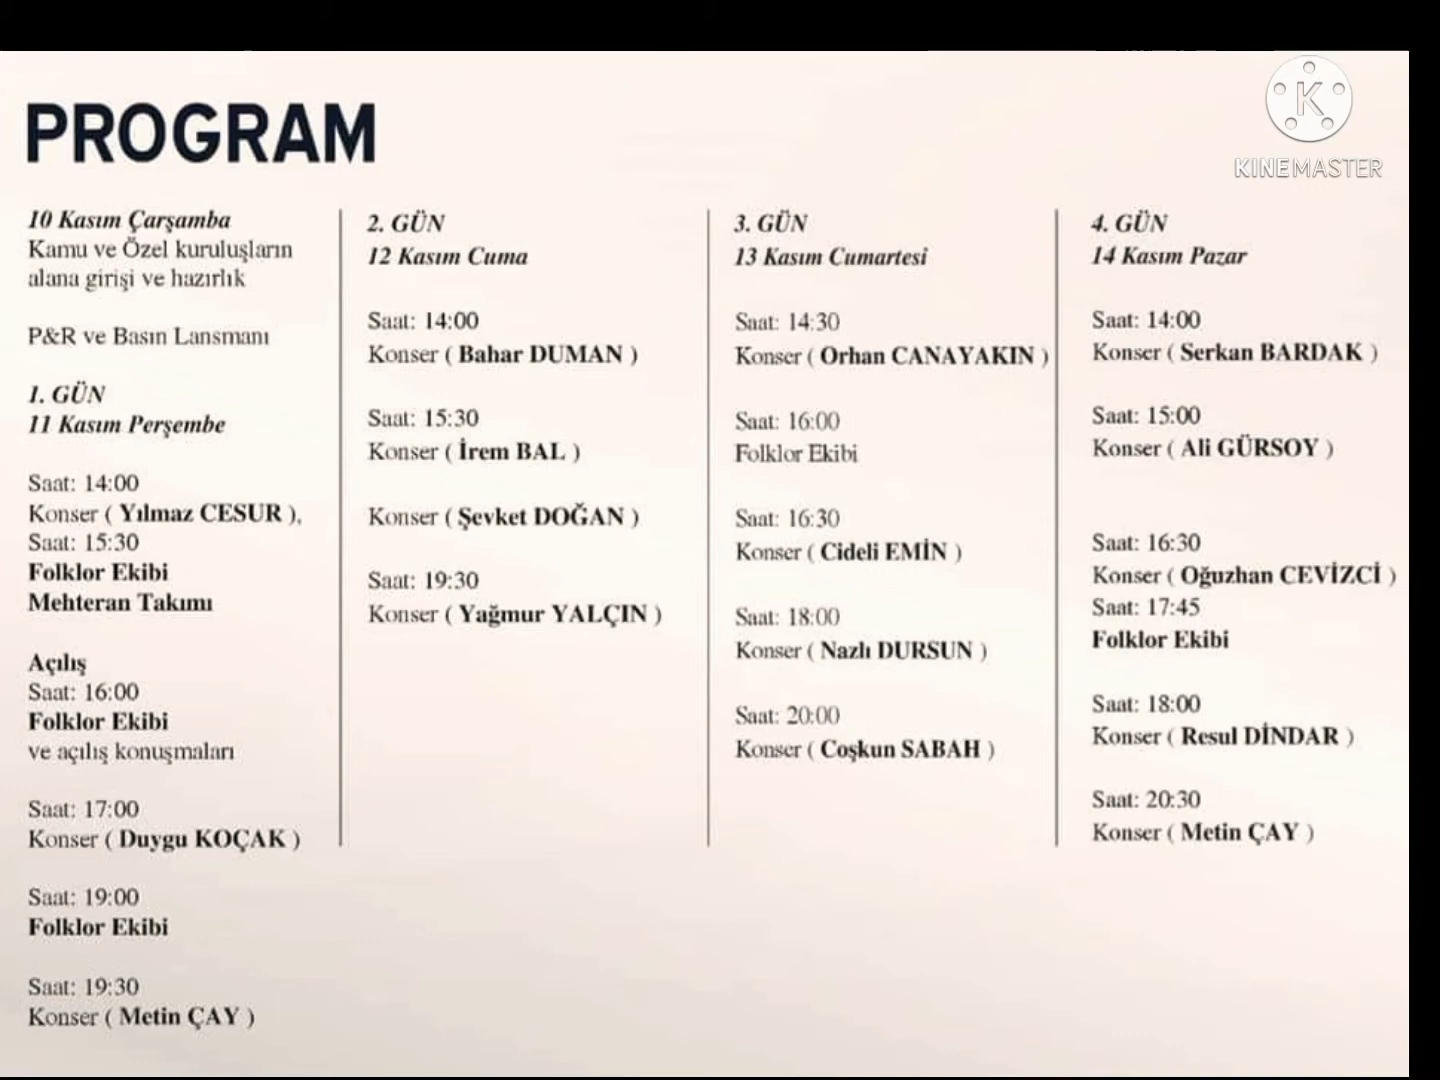 PROGRAM
KINEMASTER
10 Kasım Çarşamba
Kamu ve Özel kuruluşların
alana girişi ve hazırlık
P&R ve Basın Lansmanı
1. GÜN
11 Kasım Perşembe
Saat: 14:00
Konser ( Yılmaz CESUR ).
Saat: 15:30
Folklor Ekibi
Mehteran Takımı
Açılış
Saat: 16:00
Folklor Ekibi
ve açılış konuşmaları
Saat: 17:00
Konser ( Duygu KOÇAK )
Saat: 19:00
Folklor Ekibi
Saat: 19:30
Konser ( Metin ÇAY )
2. GÜN
12 Kasım Cuma
Saat: 14:00
Konser ( Bahar DUMAN )
Saat: 15:30
Konser ( İrem BAL )
Konser ( Şevket DOĞAN )
Saat: 19:30
Konser ( Yağmur YALÇIN )
3. GÜN
13 Kasım Cumartesi
Saat: 14:30
Konser ( Orhan CANAYAKIN )
Saat: 16:00
Folklor Ekibi
Saat: 16:30
Konser ( Cideli EMİN )
Saat: 18:00
Konser ( Nazlı DURSUN )
Saat: 20:00
Konser ( Coşkun SABAH )
4. GÜN
14 Kasım Pazar
Saat: 14:00
Konser ( Serkan BARDAK )
Saat: 15:00
Konser ( Ali GÜRSOY )
Saat: 16:30
Konser ( Oğuzhan CEVİZCİ )
Saat: 17:45
Folklor Ekibi
Saat: 18:00
Konser ( Resul DİNDAR )
Saat: 20:30
Konser ( Metin ÇAY )